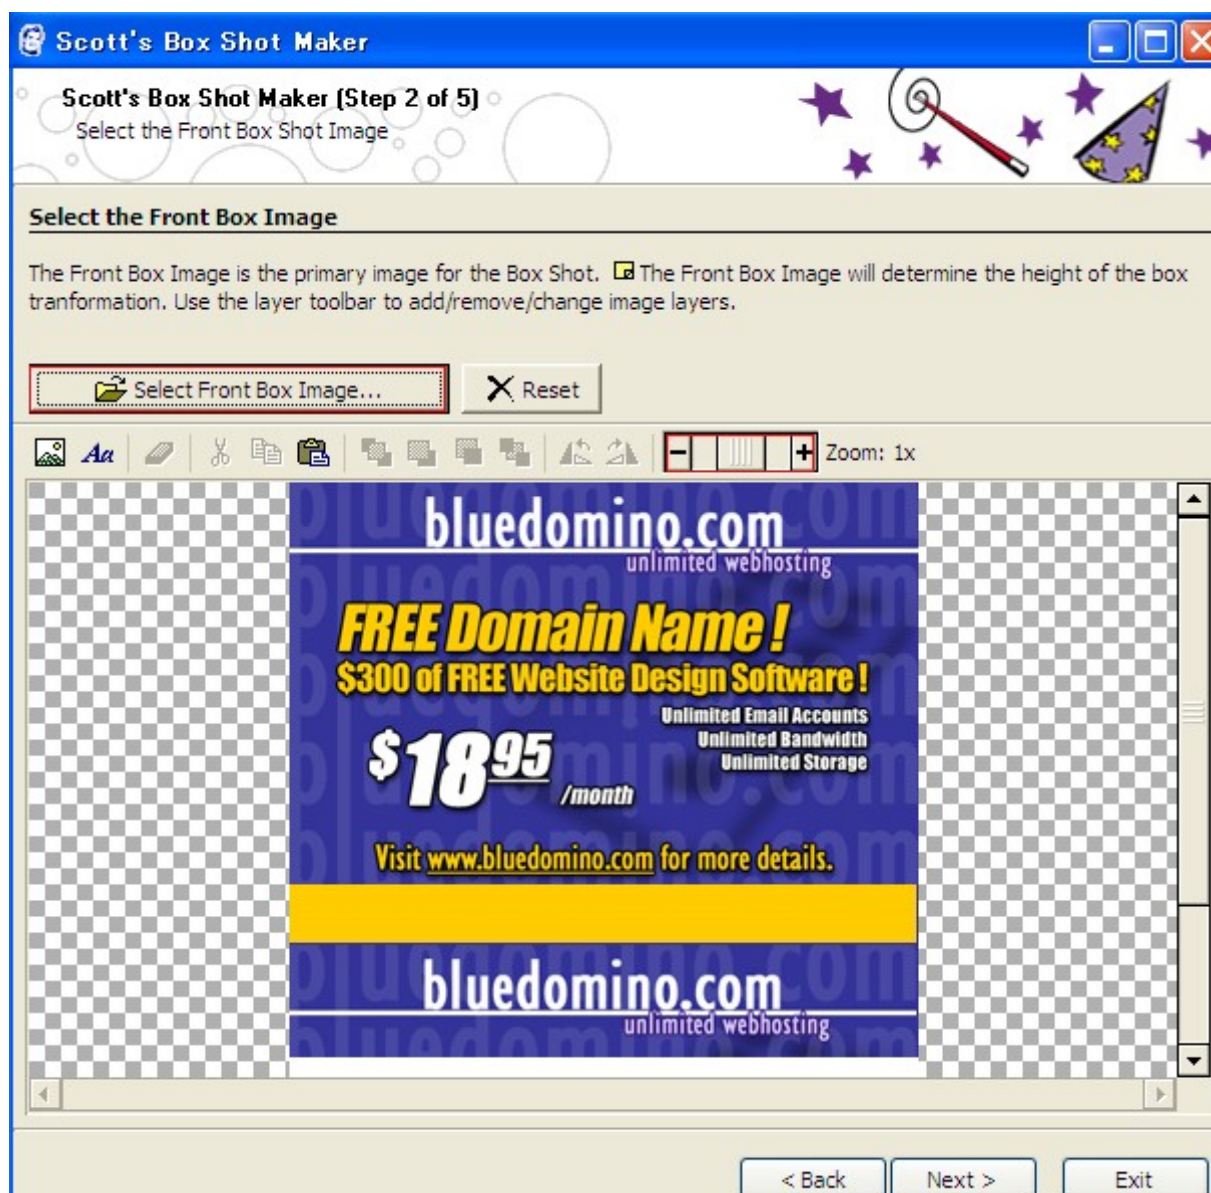 Scott's Box Shot Maker
Scott's Box Shot Maker (Step 2 of 5)
Select the Front Box Shot Image
Select the Front Box Image
The Front Box Image is the primary image for the Box Shot. The Front Box Image will determine the height of the box
tranformation. Use the layer toolbar to add/remove/change image layers.
Select Front Box Image...
Reset
Aa
Zoom: 1x
bluedomino.com
unlimited webhosting
FREE Domain Name !
$300 of FREE Website Design Software !
Unlimited Email Accounts
Unlimited Bandwidth
Unlimited Storage
$18.95 /month
Visit www.bluedomino.com for more details.
bluedomino.com
unlimited webhosting
< Back
Next >
Exit